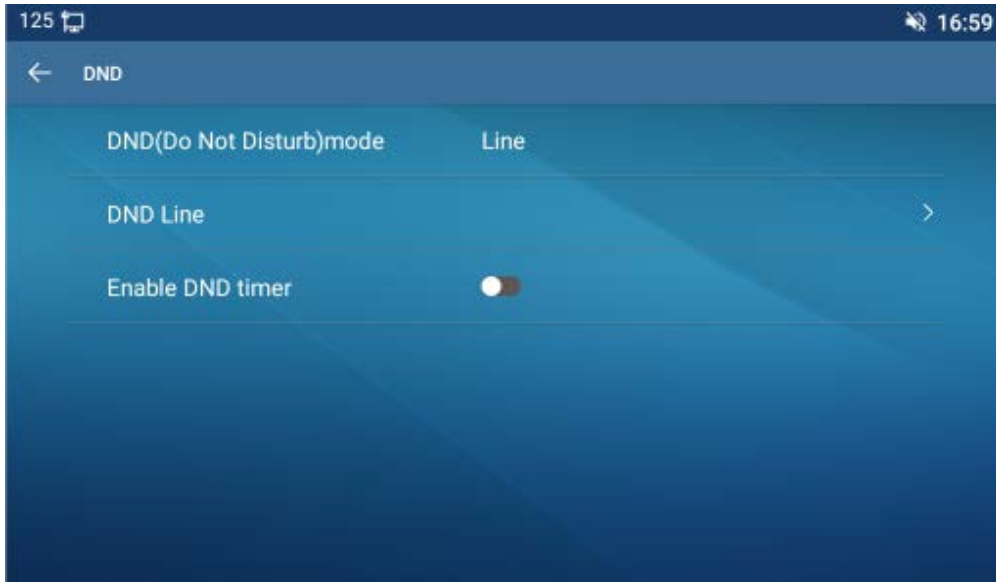 125 16:59
DND
DND(Do Not Disturb)mode Line
DND Line
Enable DND timer